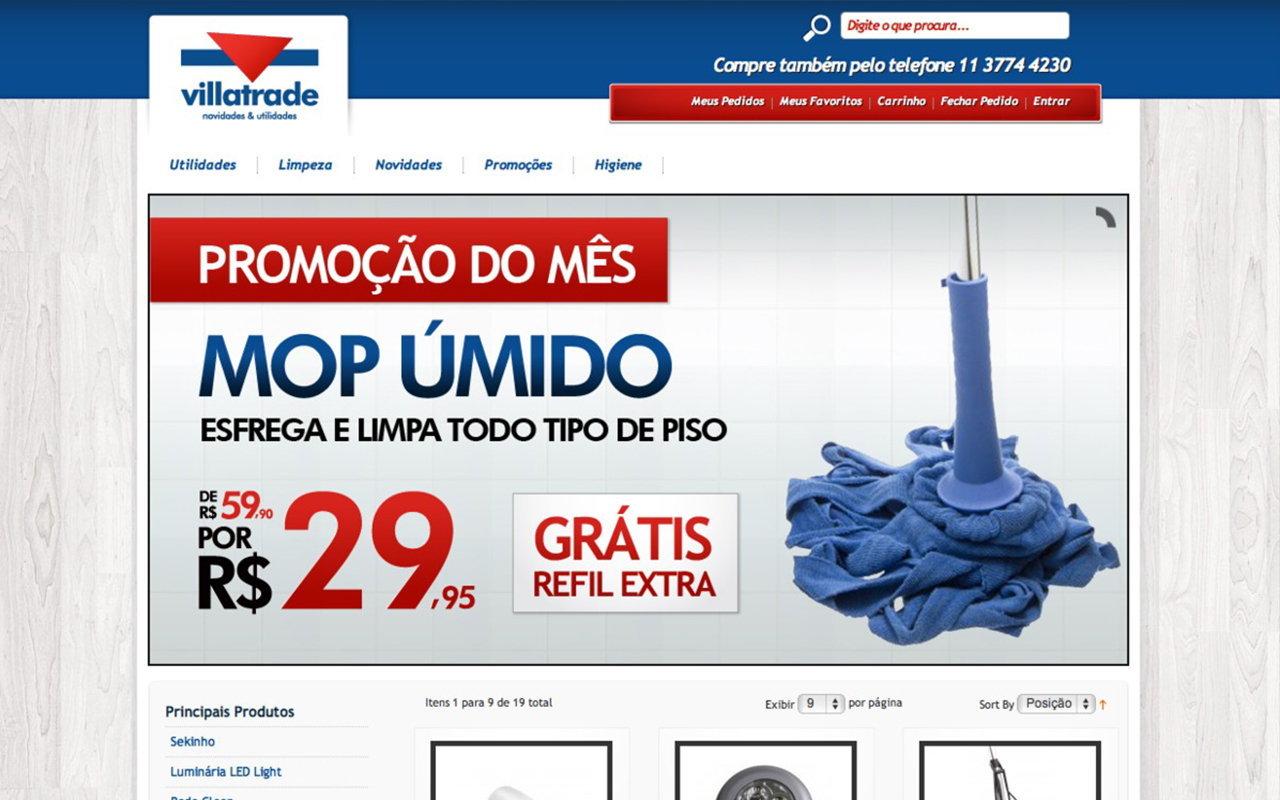 villatrade
novidades & utilidades
Digite o que procura...
Compre também pelo telefone 11 3774 4230
Meus Pedidos | Meus Favoritos | Carrinho | Fechar Pedido | Entrar
Utilidades | Limpeza | Novidades | Promoções | Higiene |
PROMOÇÃO DO MÊS
MOP ÚMIDO
ESFREGA E LIMPA TODO TIPO DE PISO
DE R$ 59,90
POR
R$ 29,95
GRÁTIS
REFIL EXTRA
Principais Produtos
Sekinho
Luminária LED Light
Itens 1 para 9 de 19 total
Exibir 9 por página
Sort By Posição